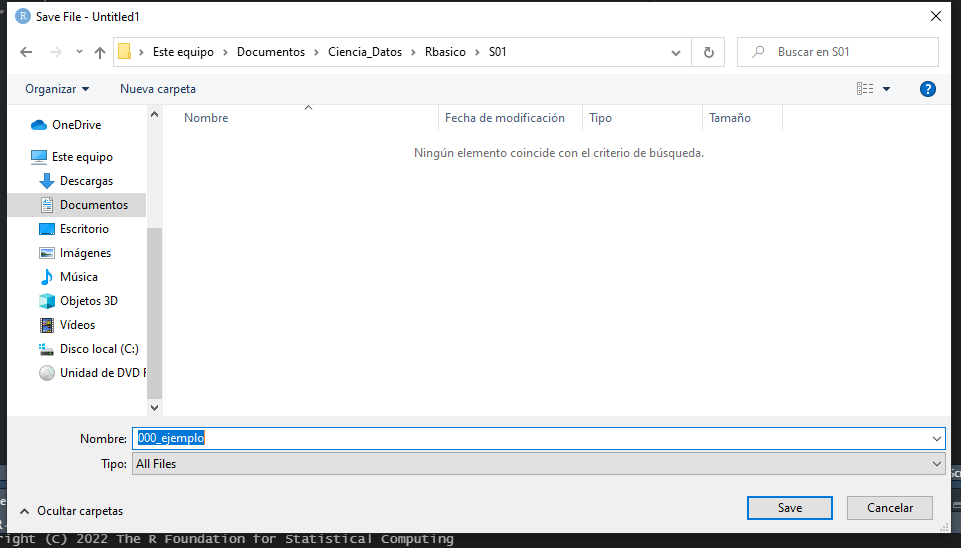 R Save File - Untitled1
Este equipo › Documentos › Ciencia_Datos › Rbasico › S01
Buscar en S01
Organizar
Nueva carpeta
?
Nombre
Fecha de modificación
Tipo
Tamaño
OneDrive
Este equipo
Descargas
Documentos
Escritorio
Imágenes
Música
Objetos 3D
Vídeos
Disco local (C:)
Unidad de DVD
Ningún elemento coincide con el criterio de búsqueda.
Nombre: 000_ejemplo
Tipo: All Files
Ocultar carpetas
Save
Cancelar
right (C) 2022 The R Foundation for Statistical Computing